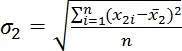 σ₂ = √(∑ⁿᵢ₌₁(x₂ᵢ − x̄₂)² / n)